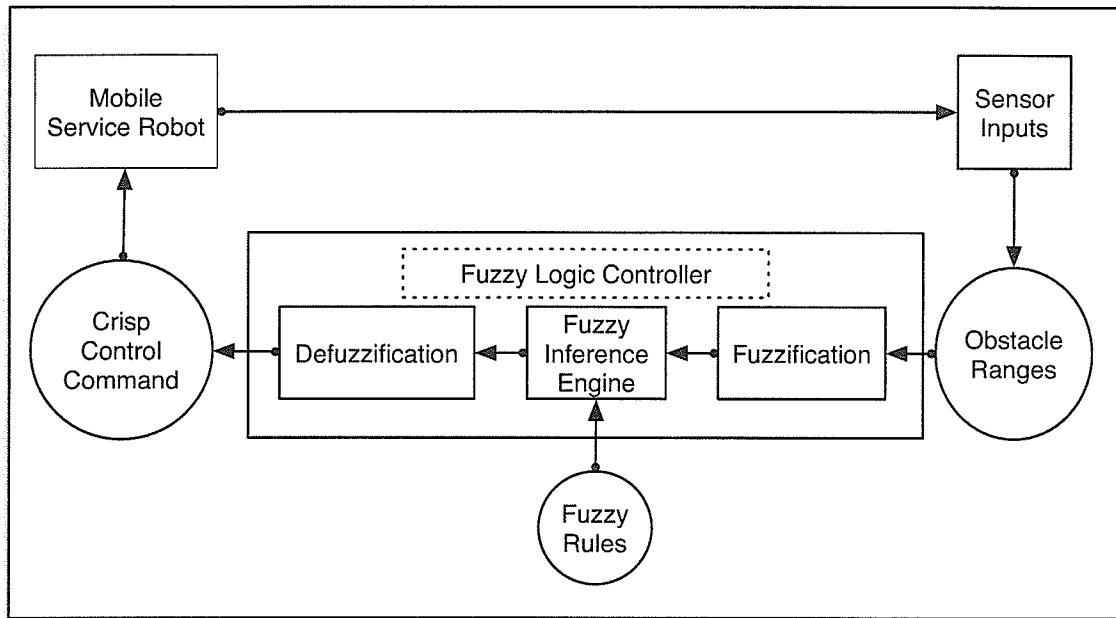 Mobile
Service Robot
Sensor
Inputs
Fuzzy Logic Controller
Crisp
Control
Command
Defuzzification
Fuzzy
Inference
Engine
Fuzzification
Obstacle
Ranges
Fuzzy
Rules